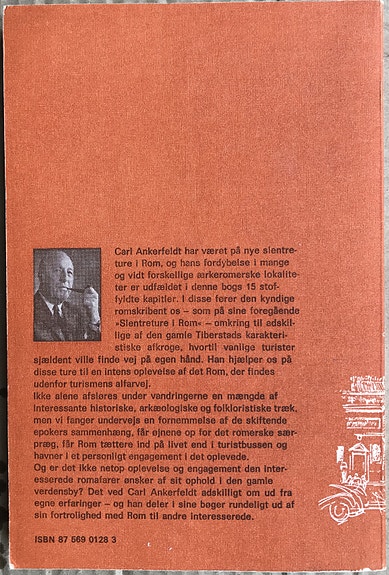 Carl Ankerfeldt har været på nye slentre-
ture i Rom, og hans fordybelse i mange
og vidt forskellige ærkeromerske lokalite-
ter er udfældet i denne bogs 15 stof-
fyldte kapitler. I disse fører den kyndige
romskribent os – som på sine foregående
»Slentreture i Rom« – omkring til adskil-
lige af den gamle Tiberstads karakteri-
stiske afkroge, hvortil vanlige turister
sjældent ville finde vej på egen hånd. Han hjælper os på
disse ture til en intens oplevelse af det Rom, der findes
udenfor turismens alfarvej.
Ikke alene afsløres under vandringerne en mængde af
interessante historiske, arkæologiske og folkloristiske træk,
men vi fanger undervejs en fornemmelse af de skiftende
epokers sammenhæng, får øjnene op for det romerske sær-
præg, får Rom tættere ind på livet end i turistbussen og
havner i et personligt engagement i det oplevede.
Og er det ikke netop oplevelse og engagement den inter-
esserede romafarer ønsker af sit ophold i den gamle
verdensby? Det ved Carl Ankerfeldt adskilligt om ud fra
egne erfaringer – og han deler i sine bøger rundeligt ud af
sin fortrolighed med Rom til andre interesserede.
ISBN 87 569 0128 3